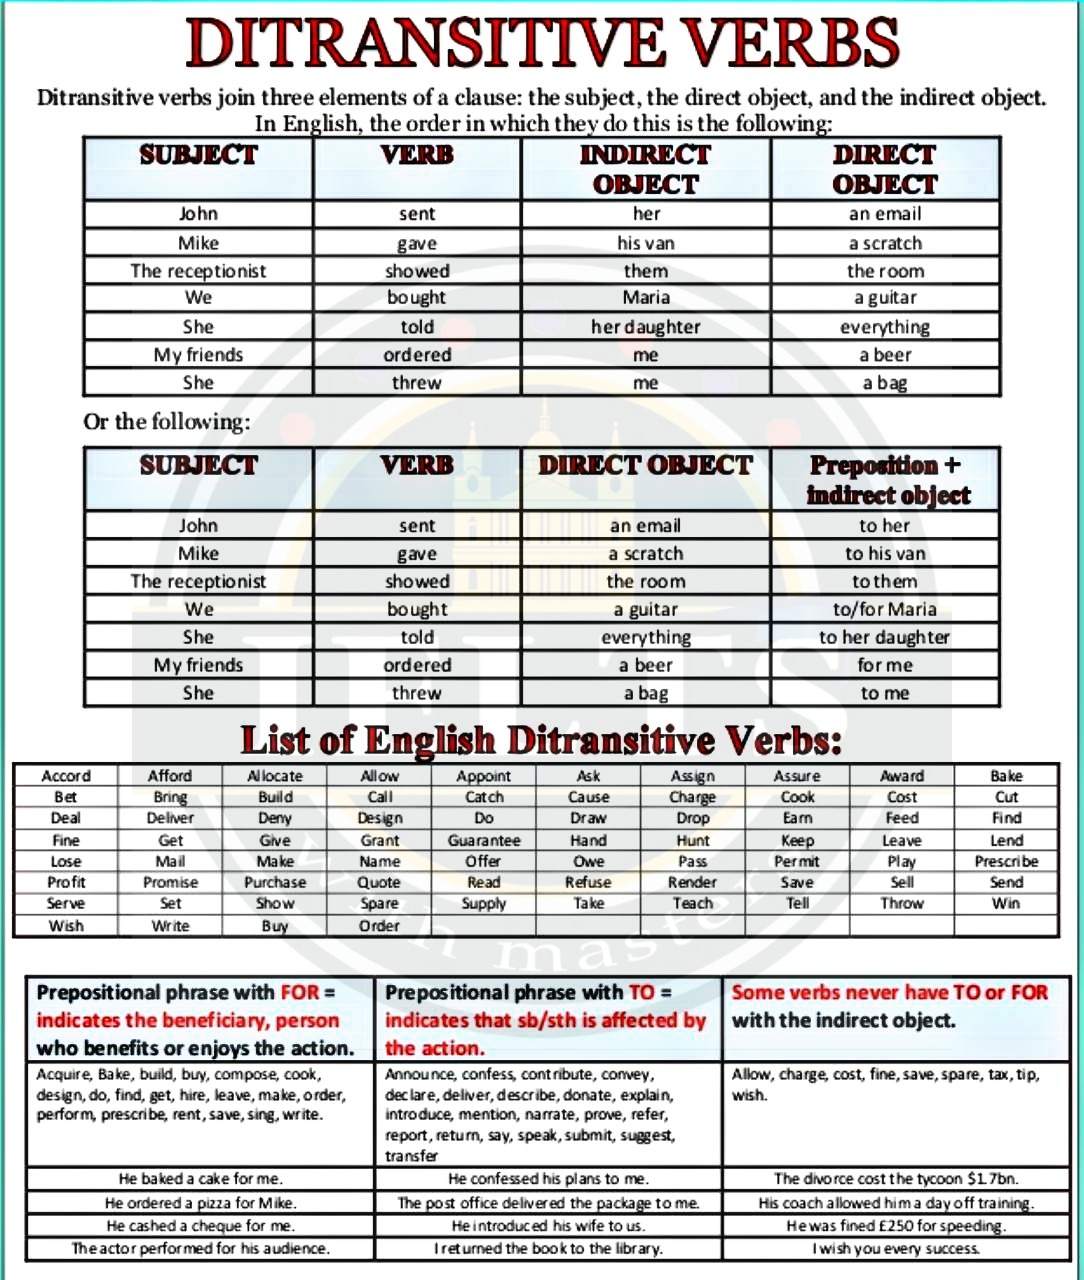 DITRANSITIVE VERBS
Ditransitive verbs join three elements of a clause: the subject, the direct object, and the indirect object.
In English, the order in which they do this is the following:
SUBJECT VERB INDIRECT OBJECT DIRECT OBJECT
John sent her an email
Mike gave his van a scratch
The receptionist showed them the room
We bought Maria a guitar
She told her daughter everything
My friends ordered me a beer
She threw me a bag
Or the following:
SUBJECT VERB DIRECT OBJECT Preposition + indirect object
John sent an email to her
Mike gave a scratch to his van
The receptionist showed the room to them
We bought a guitar to/for Maria
She told everything to her daughter
My friends ordered a beer for me
She threw a bag to me
IELTS
List of English Ditransitive Verbs:
Accord Afford Allocate Allow Appoint Ask Assign Assure Award Bake
Bet Bring Build Call Catch Cause Charge Cook Cost Cut
Deal Deliver Deny Design Do Draw Drop Earn Feed Find
Fine Get Give Grant Guarantee Hand Hunt Keep Leave Lend
Lose Mail Make Name Offer Owe Pass Permit Play Prescribe
Profit Promise Purchase Quote Read Refuse Render Save Sell Send
Serve Set Show Spare Supply Take Teach Tell Throw Win
Wish Write Buy Order
with masters
Prepositional phrase with FOR =
indicates the beneficiary, person
who benefits or enjoys the action.
Prepositional phrase with TO =
indicates that sb/sth is affected by
the action.
Some verbs never have TO or FOR
with the indirect object.
Acquire, Bake, build, buy, compose, cook,
design, do, find, get, hire, leave, make, order,
perform, prescribe, rent, save, sing, write.
Announce, confess, contribute, convey,
declare, deliver, describe, donate, explain,
introduce, mention, narrate, prove, refer,
report, return, say, speak, submit, suggest,
transfer
Allow, charge, cost, fine, save, spare, tax, tip,
wish.
He baked a cake for me. He confessed his plans to me. The divorce cost the tycoon $1.7bn.
He ordered a pizza for Mike. The post office delivered the package to me. His coach allowed him a day off training.
He cashed a cheque for me. He introduced his wife to us. He was fined £250 for speeding.
The actor performed for his audience. I returned the book to the library. I wish you every success.